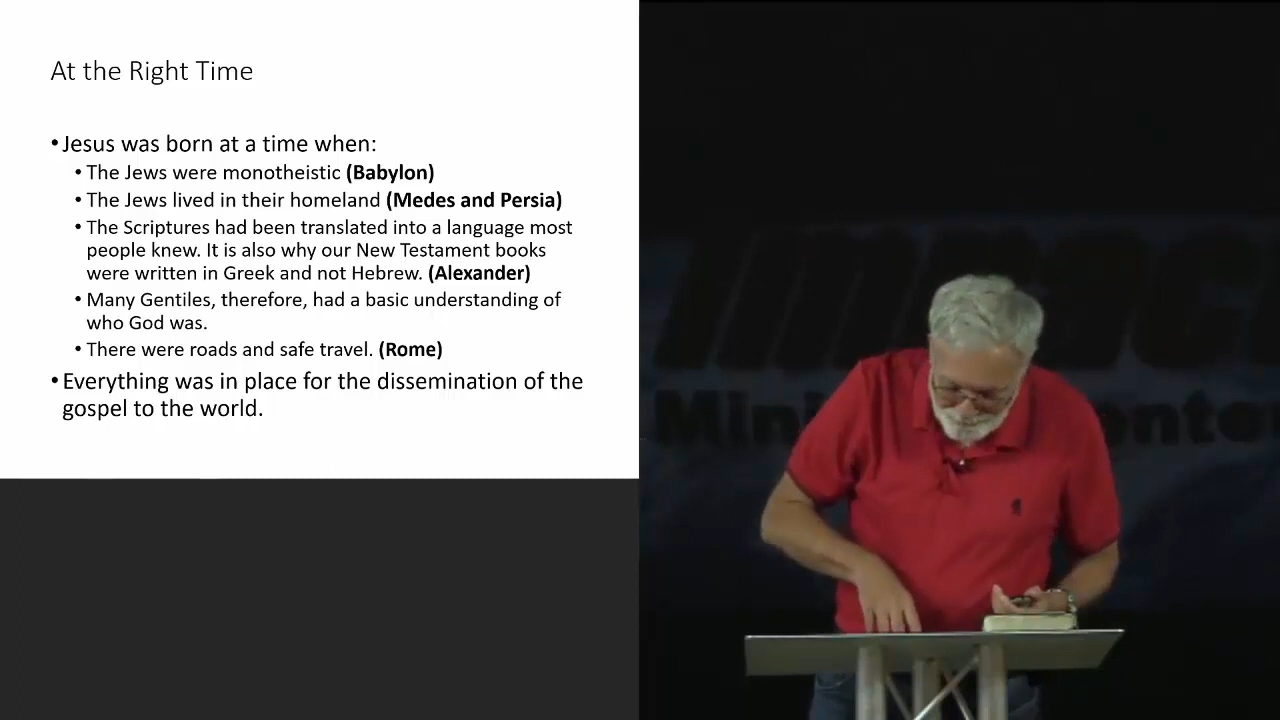 At the Right Time
•Jesus was born at a time when:
• The Jews were monotheistic (Babylon)
• The Jews lived in their homeland (Medes and Persia)
• The Scriptures had been translated into a language most
people knew. It is also why our New Testament books
were written in Greek and not Hebrew. (Alexander)
• Many Gentiles, therefore, had a basic understanding of
who God was.
• There were roads and safe travel. (Rome)
•Everything was in place for the dissemination of the
gospel to the world.